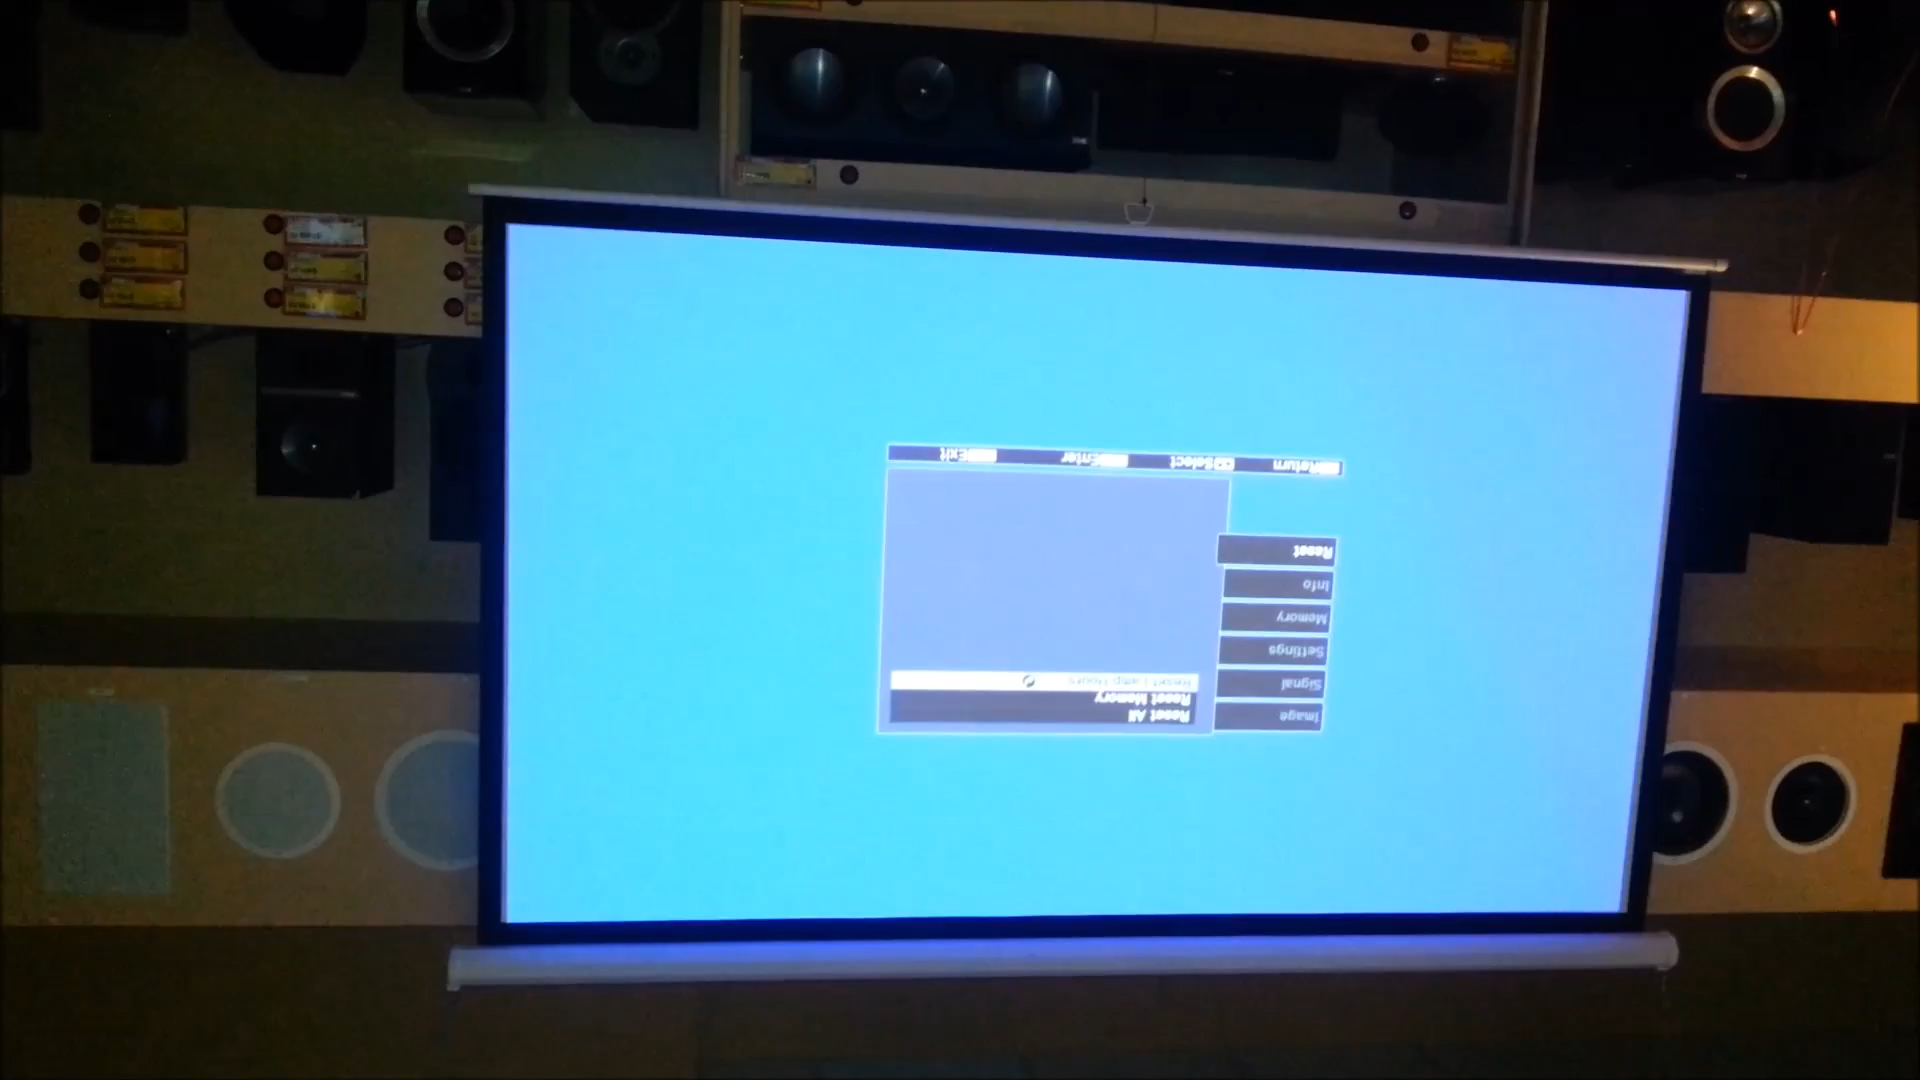 Image
Signal
Settings
Memory
Info
Reset
Reset All
Reset Memory
Reset Lamp Hours
Return Select Enter Exit